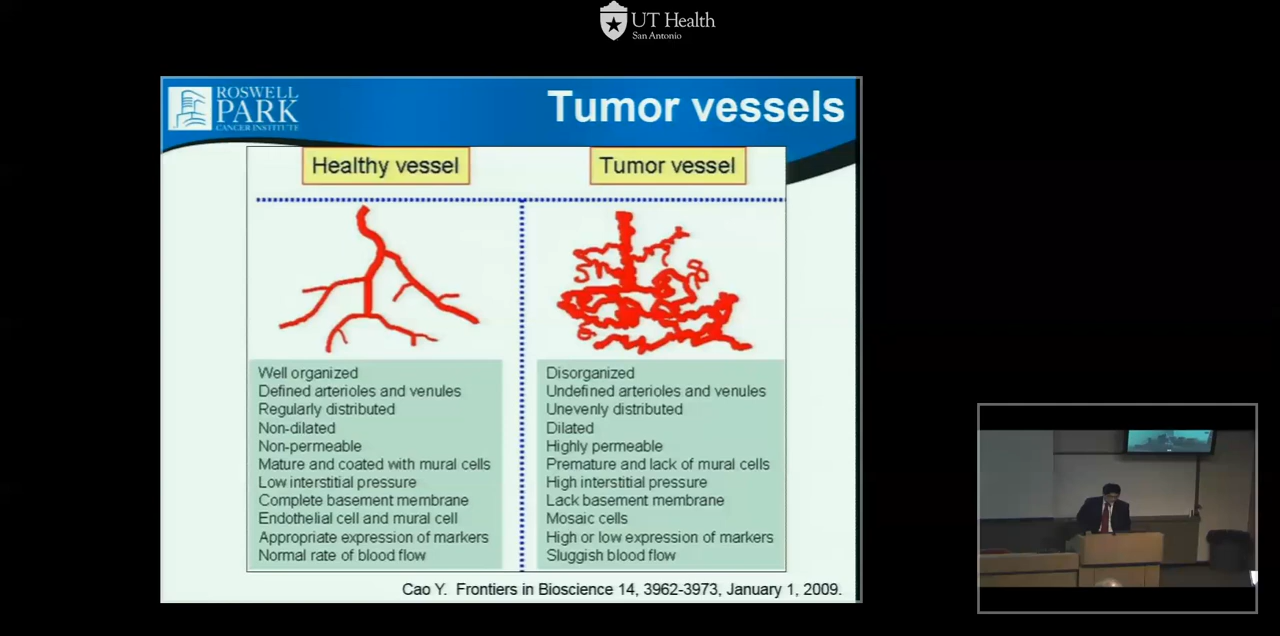 UT Health
San Antonio
ROSWELL
PARK
CANCER INSTITUTE
Tumor vessels
Healthy vessel
Tumor vessel
Well organized
Defined arterioles and venules
Regularly distributed
Non-dilated
Non-permeable
Mature and coated with mural cells
Low interstitial pressure
Complete basement membrane
Endothelial cell and mural cell
Appropriate expression of markers
Normal rate of blood flow
Disorganized
Undefined arterioles and venules
Unevenly distributed
Dilated
Highly permeable
Premature and lack of mural cells
High interstitial pressure
Lack basement membrane
Mosaic cells
High or low expression of markers
Sluggish blood flow
Cao Y. Frontiers in Bioscience 14, 3962-3973, January 1, 2009.